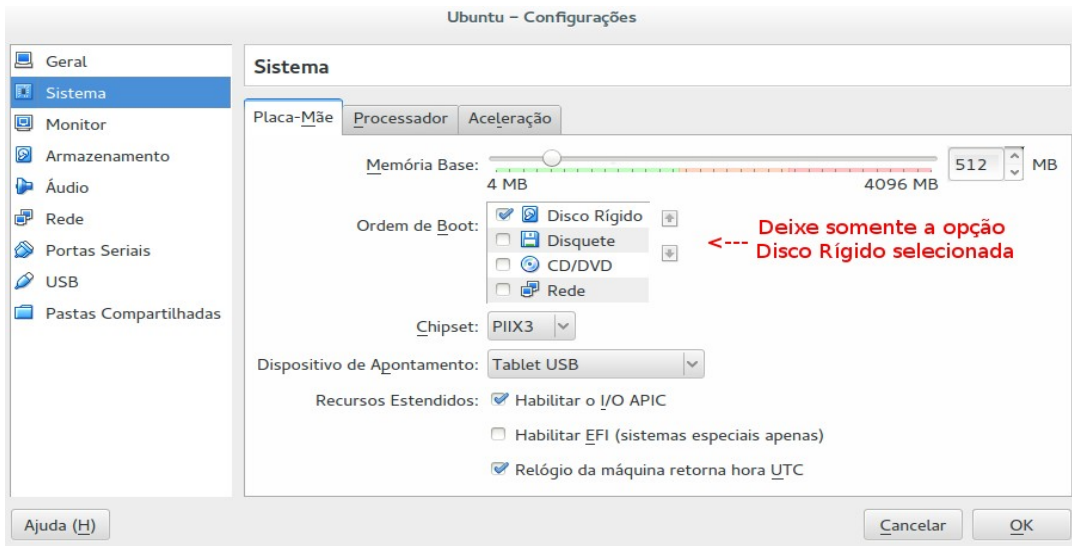 Ubuntu – Configurações
Geral
Sistema
Monitor
Armazenamento
Áudio
Rede
Portas Seriais
USB
Pastas Compartilhadas
Sistema
Placa-Mãe Processador Aceleração
Memória Base: 512 MB
4 MB 4096 MB
Ordem de Boot:
Disco Rígido
Disquete
CD/DVD
Rede
<--- Deixe somente a opção
Disco Rígido selecionada
Chipset: PIIX3
Dispositivo de Apontamento: Tablet USB
Recursos Estendidos: Habilitar o I/O APIC
Habilitar EFI (sistemas especiais apenas)
Relógio da máquina retorna hora UTC
Ajuda (H) Cancelar OK